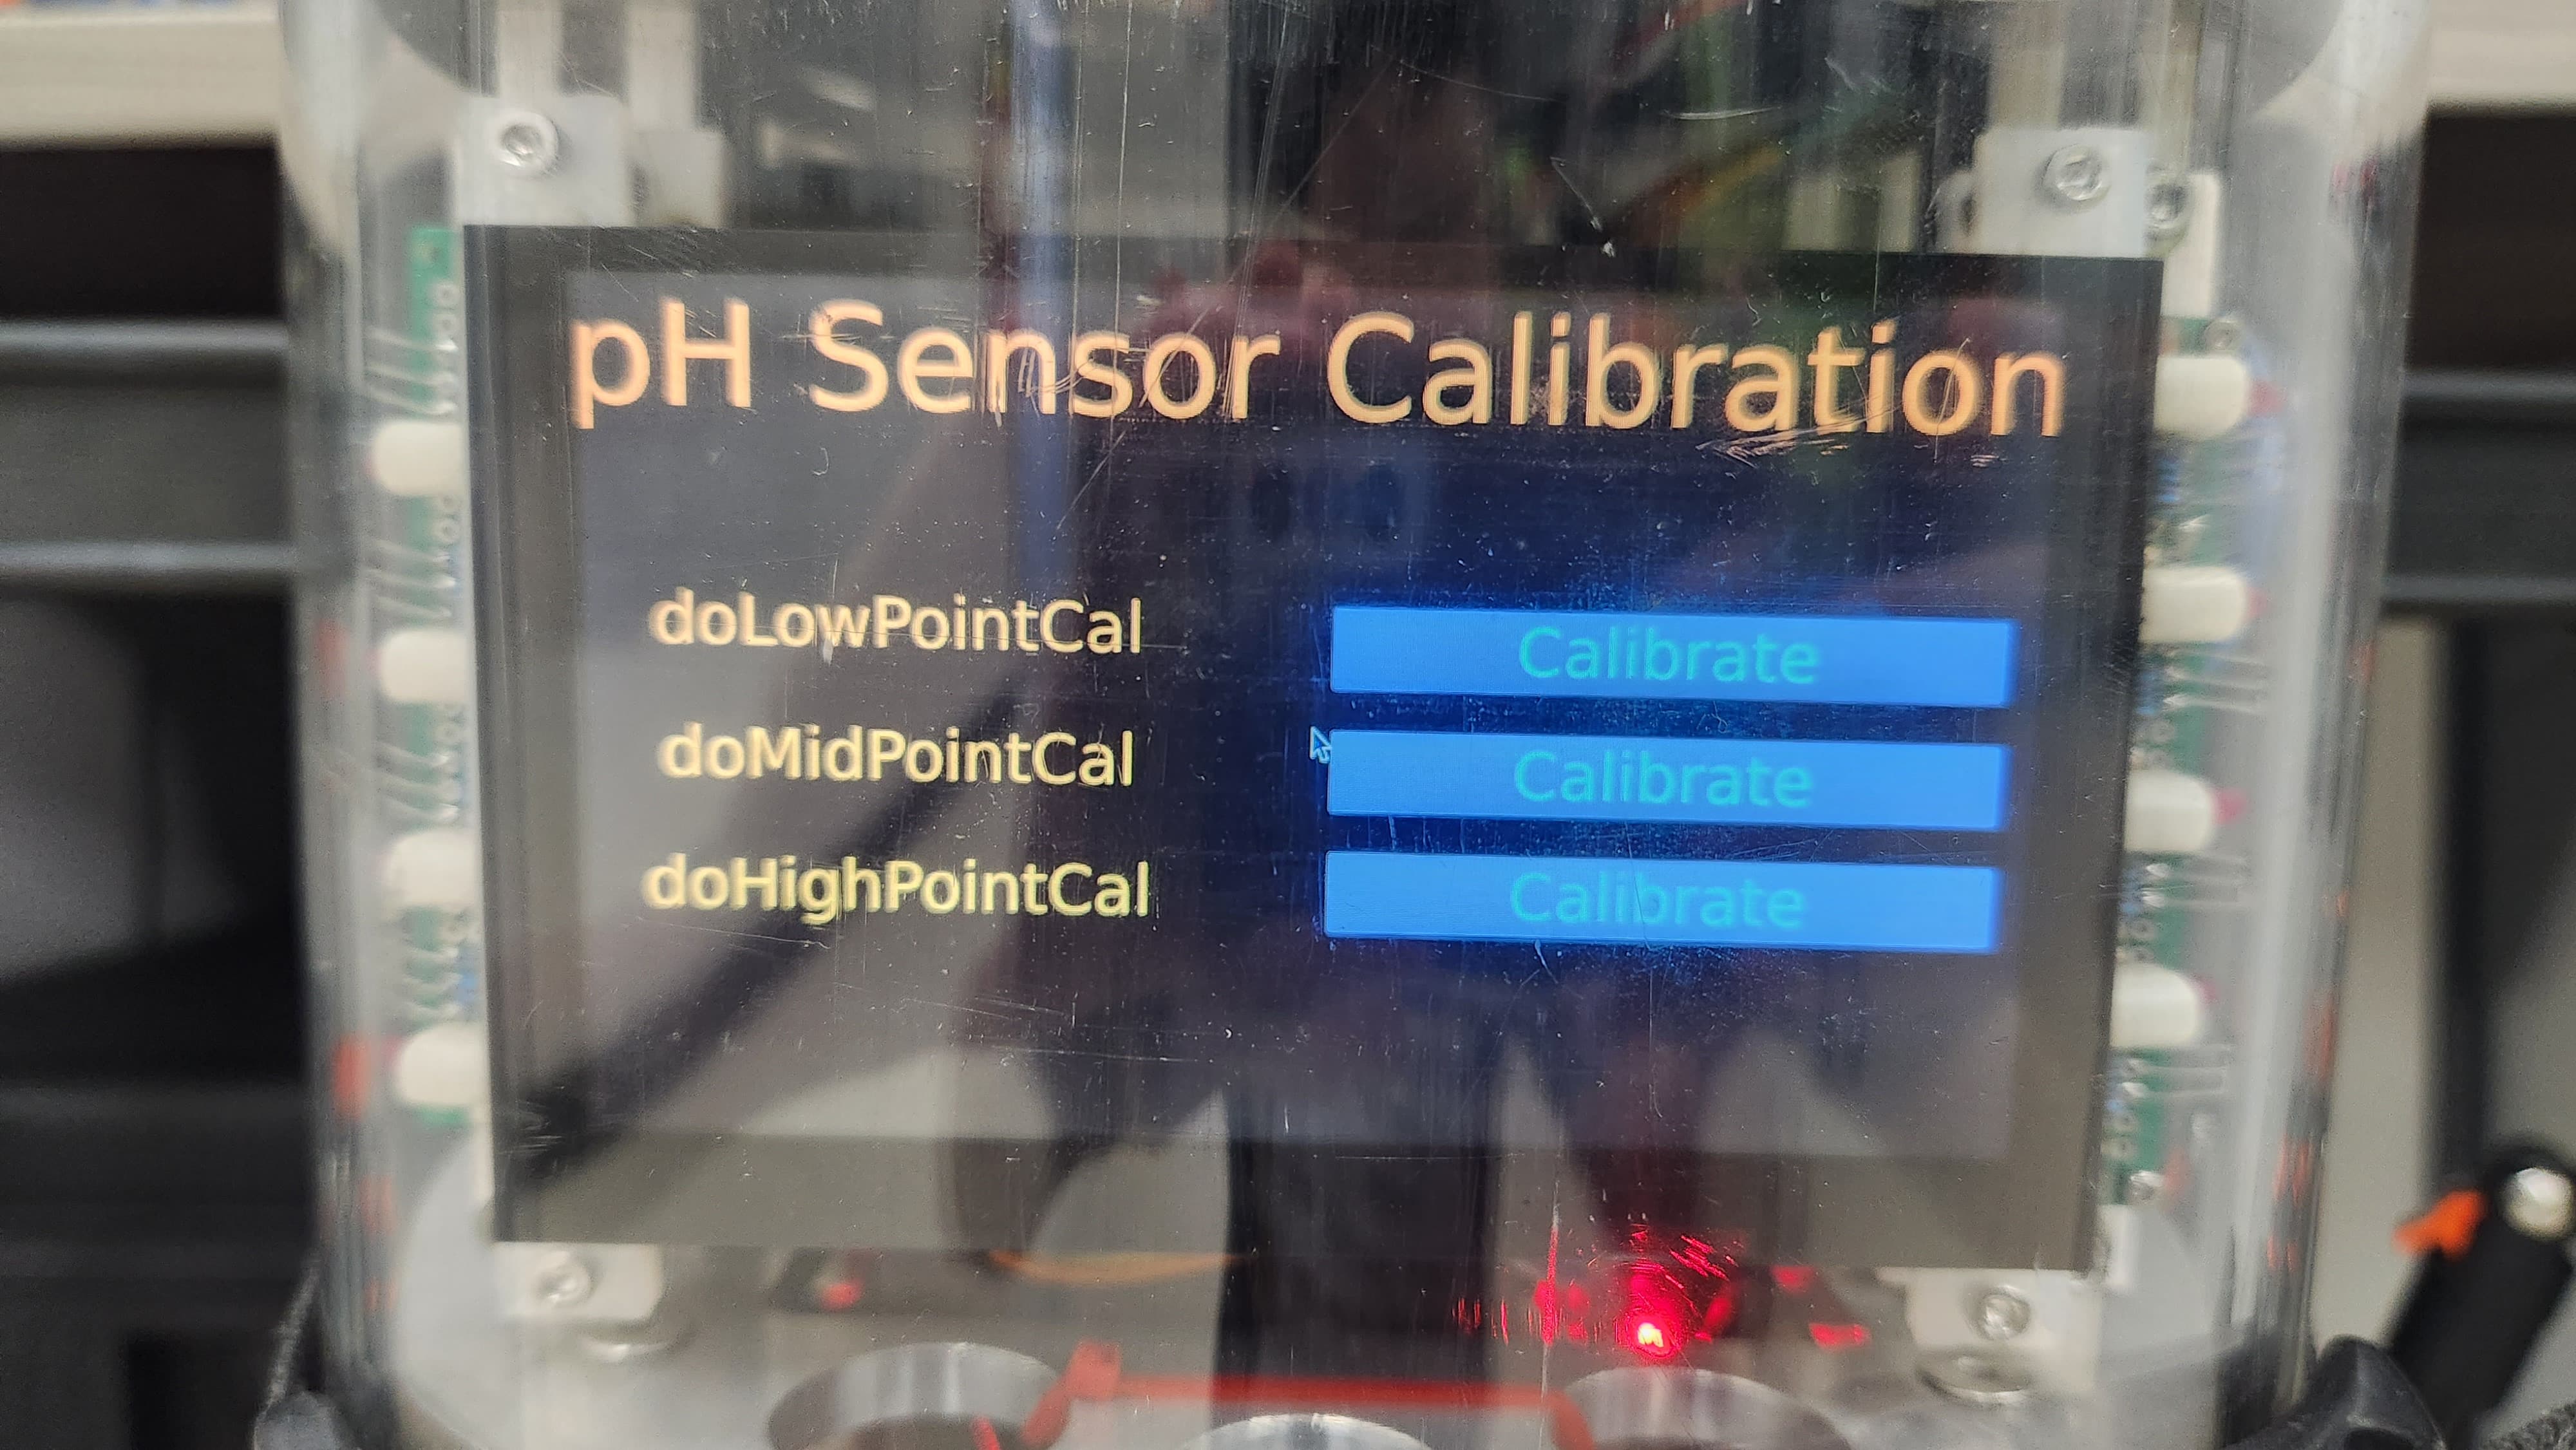 pH Sensor Calibration
doLowPointCal Calibrate
doMidPointCal Calibrate
doHighPointCal Calibrate